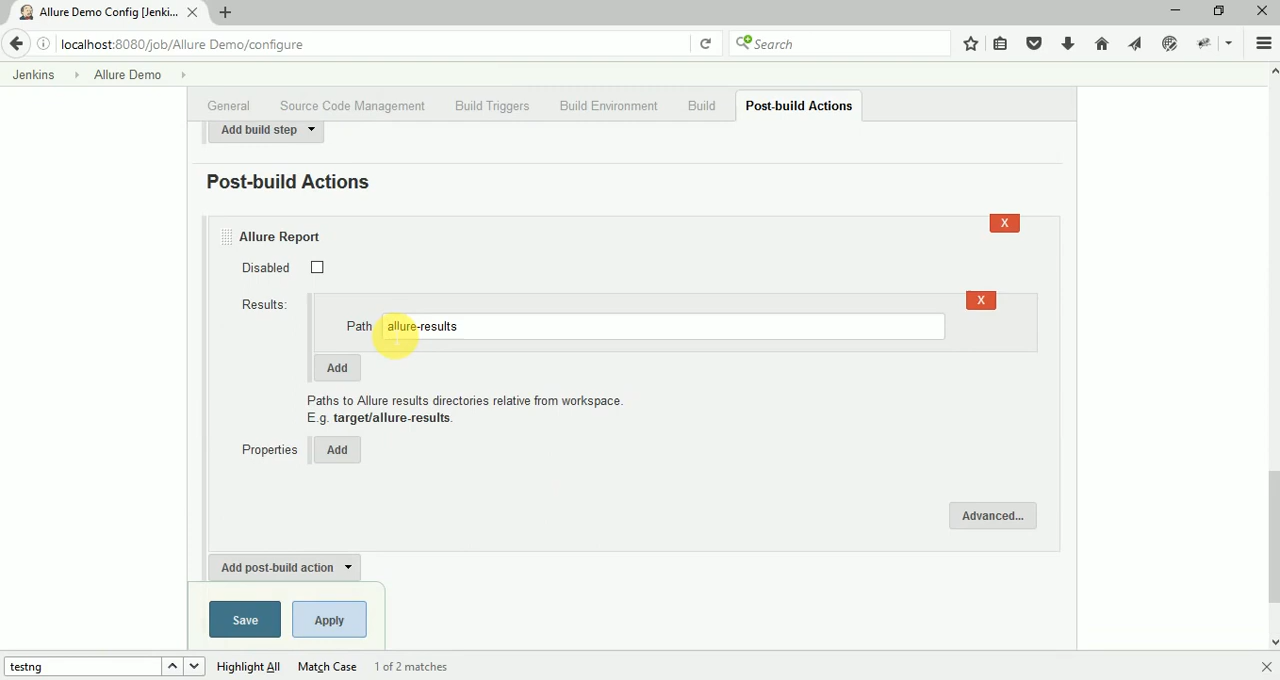 Allure Demo Config [Jenki...
localhost:8080/job/Allure Demo/configure
Search
Jenkins Allure Demo
General Source Code Management Build Triggers Build Environment Build Post-build Actions
Add build step
Post-build Actions
X
Allure Report
Disabled
Results:
X
Path allure-results
Add
Paths to Allure results directories relative from workspace.
E.g. target/allure-results.
Properties Add
Advanced...
Add post-build action
Save Apply
testng Highlight All Match Case 1 of 2 matches